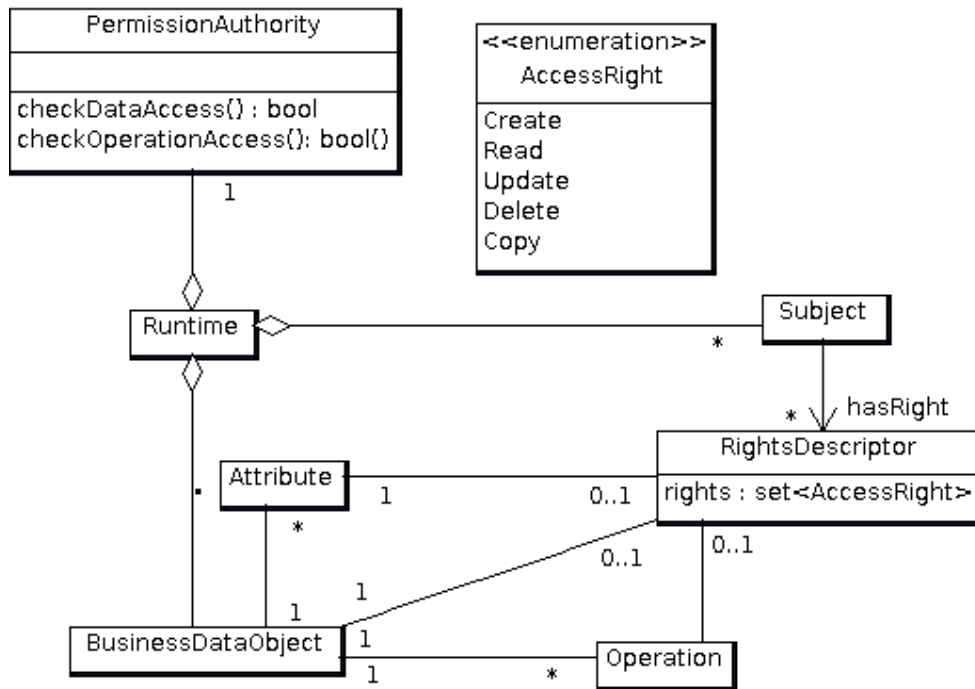 PermissionAuthority
checkDataAccess() : bool
checkOperationAccess(): bool()
<<enumeration>>
AccessRight
Create
Read
Update
Delete
Copy
1
Runtime
*
Subject
* hasRight
RightsDescriptor
rights : set<AccessRight>
Attribute
1
0..1
*
*
0..1
0..1
1
1
BusinessDataObject
1
1
*
Operation